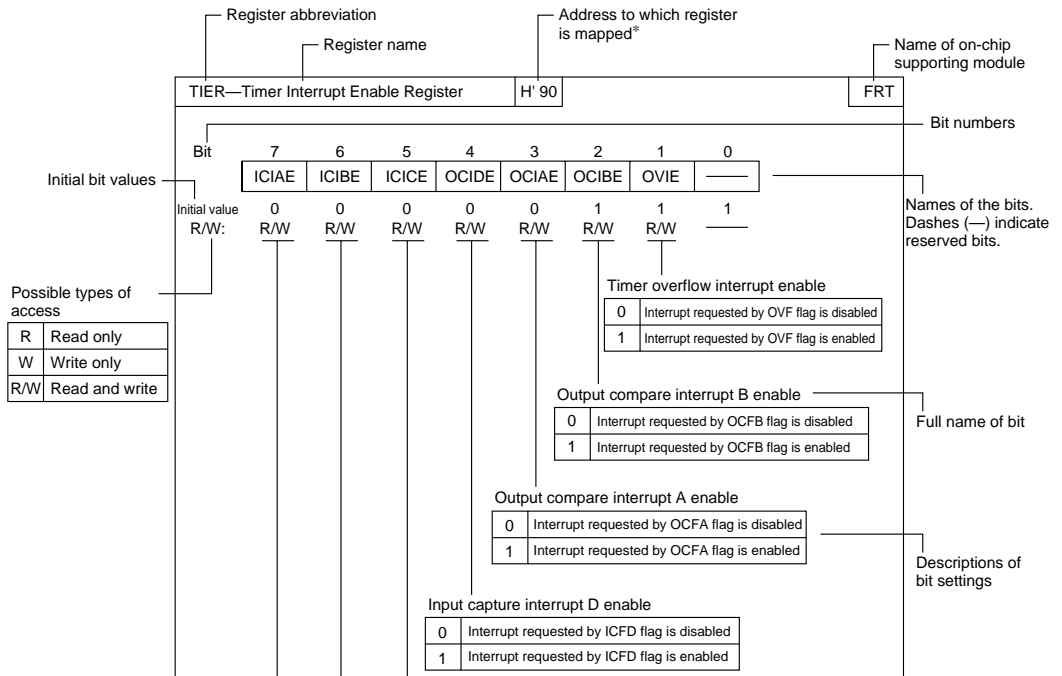 Register abbreviation
Register name
Address to which register
is mapped*
Name of on-chip
supporting module
TIER—Timer Interrupt Enable Register H' 90 FRT
Bit numbers
Bit 7 6 5 4 3 2 1 0
ICIAE ICIBE ICICE OCIDE OCIAE OCIBE OVIE —
Initial bit values
Initial value 0 0 0 0 0 1 1 1
R/W: R/W R/W R/W R/W R/W R/W R/W —
Names of the bits.
Dashes (—) indicate
reserved bits.
Possible types of
access
R Read only
W Write only
R/W Read and write
Timer overflow interrupt enable
0 Interrupt requested by OVF flag is disabled
1 Interrupt requested by OVF flag is enabled
Output compare interrupt B enable
0 Interrupt requested by OCFB flag is disabled
1 Interrupt requested by OCFB flag is enabled
Full name of bit
Output compare interrupt A enable
0 Interrupt requested by OCFA flag is disabled
1 Interrupt requested by OCFA flag is enabled
Descriptions of
bit settings
Input capture interrupt D enable
0 Interrupt requested by ICFD flag is disabled
1 Interrupt requested by ICFD flag is enabled